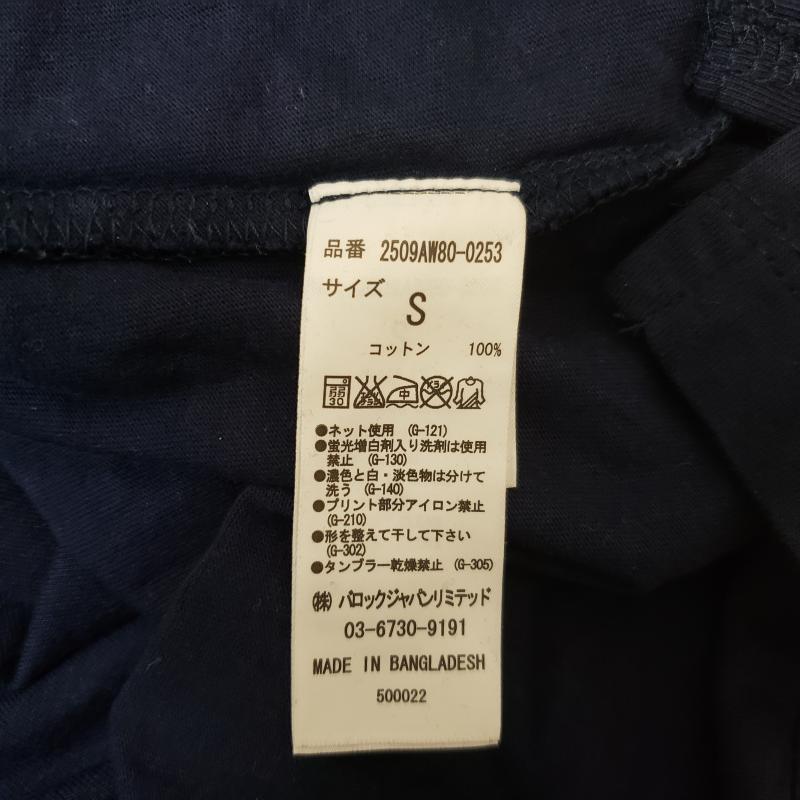 品番 2509AW80-0253
サイズ S
コットン 100%
弱 30 中
●ネット使用 (G-121)
●蛍光増白剤入り洗剤は使用
禁止 (G-130)
●濃色と白・淡色物は分けて
洗う (G-140)
●プリント部分アイロン禁止
(G-210)
●形を整えて干して下さい
(G-302)
●タンブラー乾燥禁止 (G-305)
㈱ バロックジャパンリミテッド
03-6730-9191
MADE IN BANGLADESH
500022